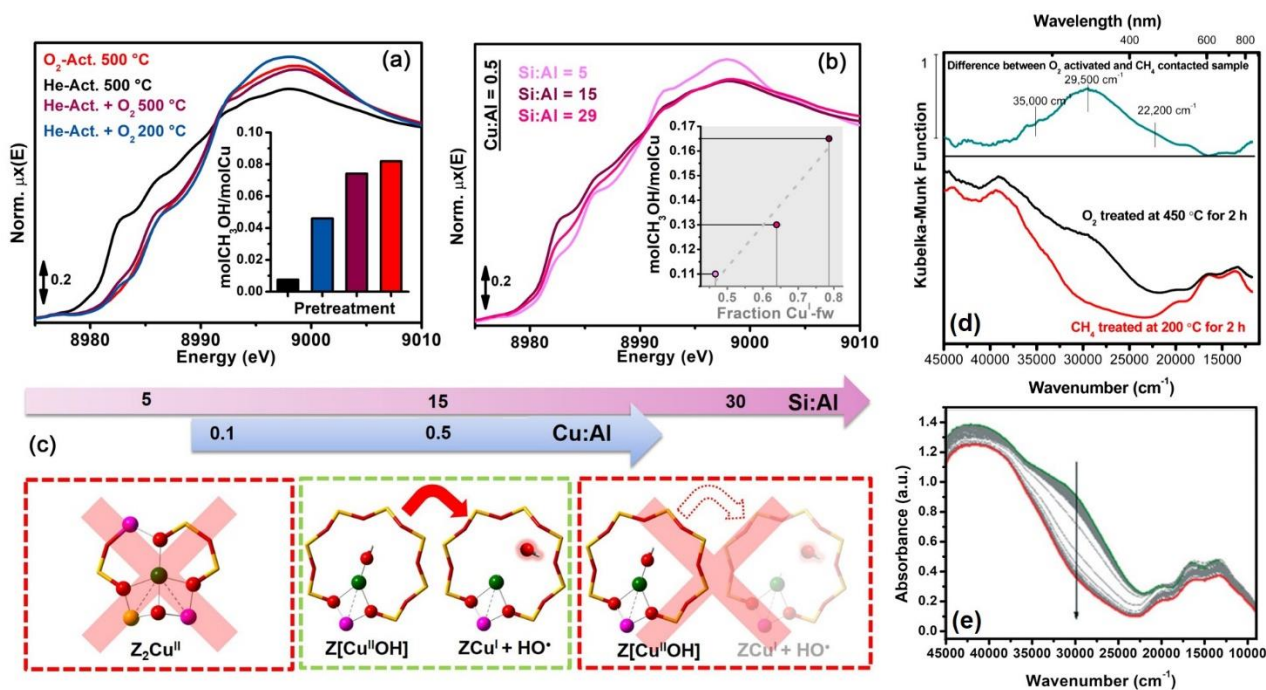 O₂-Act. 500 °C
He-Act. 500 °C
He-Act. + O₂ 500 °C
He-Act. + O₂ 200 °C
(a)
Norm. μx(E)
0.2
molCH₃OH/molCu
0.10
0.08
0.06
0.04
0.02
0.00
Pretreatment
8980 8990 9000 9010
Energy (eV)
Cu:Al = 0.5
Si:Al = 5
Si:Al = 15
Si:Al = 29
(b)
Norm. μx(E)
0.2
molCH₃OH/molCu
0.17
0.16
0.15
0.14
0.13
0.12
0.11
0.5 0.6 0.7 0.8
Fraction Cuᴵ-fw
8980 8990 9000 9010
Energy (eV)
Wavelength (nm)
400 600 800
1
Difference between O₂ activated and CH₄ contacted sample
29,500 cm⁻¹
35,000 cm⁻¹
22,200 cm⁻¹
Kubelka-Munk Function
O₂ treated at 450 °C for 2 h
(d)
CH₄ treated at 200 °C for 2 h
45000 40000 35000 30000 25000 20000 15000
Wavenumber (cm⁻¹)
5 15 30 Si:Al
(c)
0.1 0.5 Cu:Al
Z₂Cuᴵᴵ
Z[CuᴵᴵOH] ZCuᴵ + HO•
Z[CuᴵᴵOH] ZCuᴵ + HO•
(e)
Absorbance (a.u.)
1.4
1.2
1.0
0.8
0.6
0.4
0.2
0.0
45000 40000 35000 30000 25000 20000 15000 10000
Wavenumber (cm⁻¹)